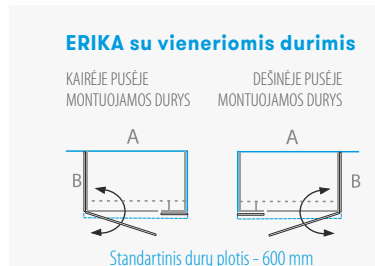 ERIKA su vieneriomis durimis
KAIRĖJE PUSĖJE
MONTUOJAMOS DURYS
DEŠINĖJE PUSĖJE
MONTUOJAMOS DURYS
A
B
A
B
Standartinis durų plotis - 600 mm